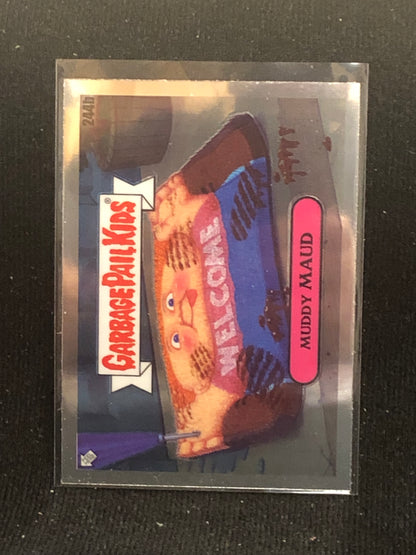 244b
GARBAGE PAIL KIDS®
WELCOME
MUDDY MAUD